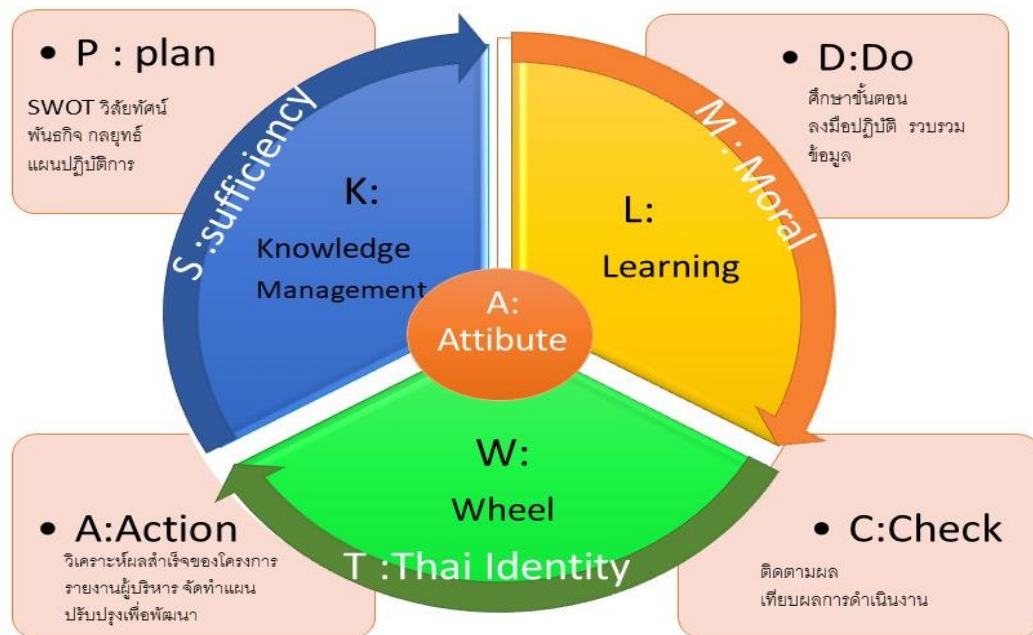 • P : plan
SWOT วิสัยทัศน์
พันธกิจ กลยุทธ์
แผนปฏิบัติการ
• D:Do
ศึกษาขั้นตอน
ลงมือปฏิบัติ รวบรวม
ข้อมูล
S :sufficiency
M : Moral
K:
Knowledge
Management
L:
Learning
A:
Attibute
W:
Wheel
T :Thai Identity
• A:Action
วิเคราะห์ผลสำเร็จของโครงการ
รายงานผู้บริหาร จัดทำแผน
ปรับปรุงเพื่อพัฒนา
• C:Check
ติดตามผล
เทียบผลการดำเนินงาน